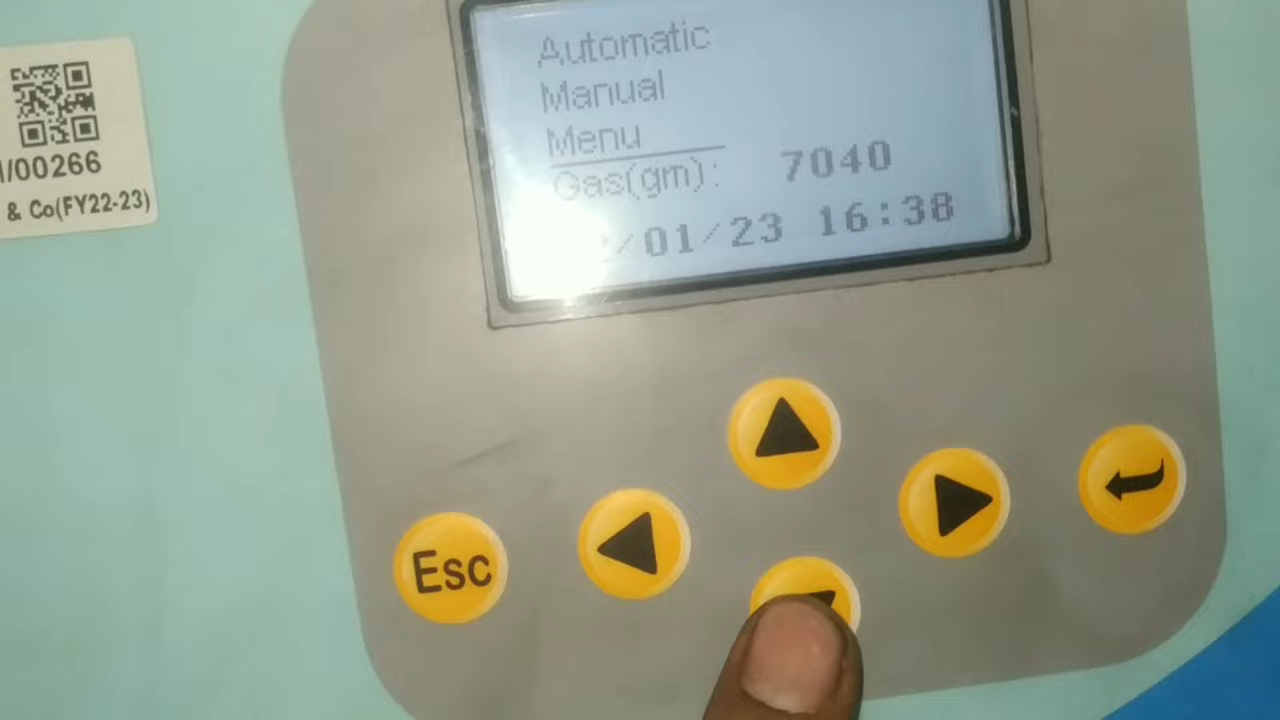 Automatic
Manual
Menu
Gas(gm): 7040
/01/23 16:38
/00266
& Co(FY22-23)
Esc